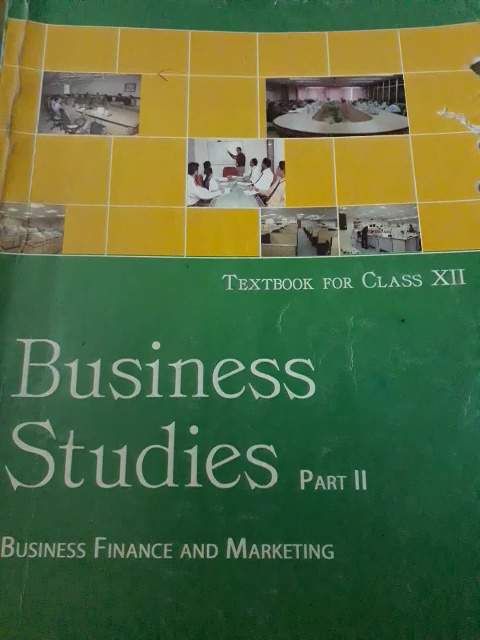 TEXTBOOK FOR CLASS XII
Business
Studies PART II
BUSINESS FINANCE AND MARKETING